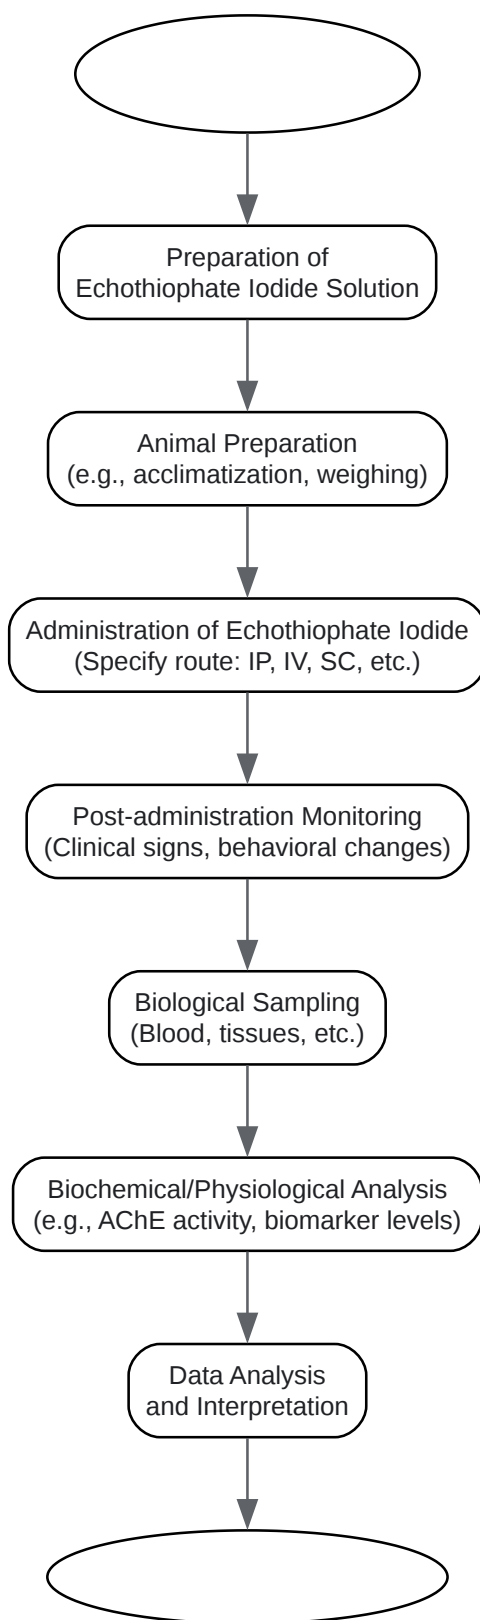 Preparation of
Echothiophate Iodide Solution
Animal Preparation
(e.g., acclimatization, weighing)
Administration of Echothiophate Iodide
(Specify route: IP, IV, SC, etc.)
Post-administration Monitoring
(Clinical signs, behavioral changes)
Biological Sampling
(Blood, tissues, etc.)
Biochemical/Physiological Analysis
(e.g., AChE activity, biomarker levels)
Data Analysis
and Interpretation